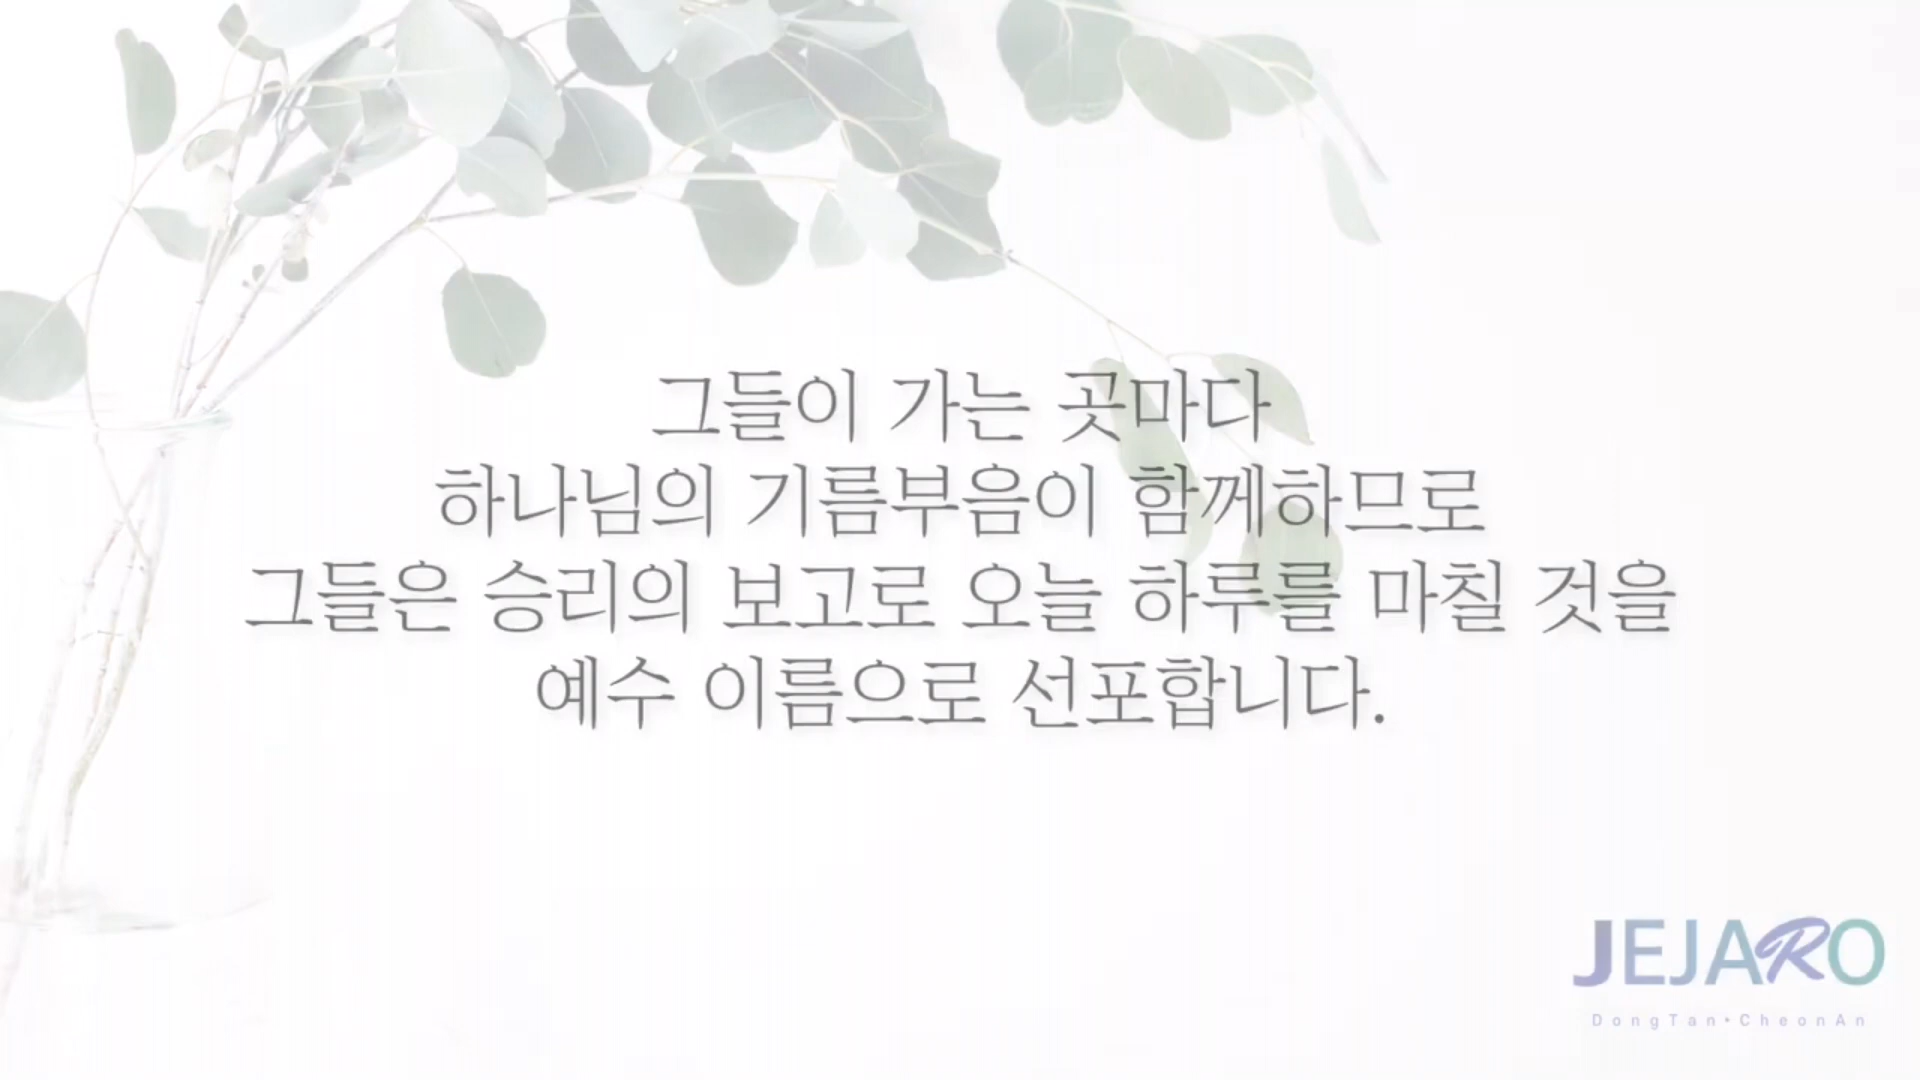 그들이 가는 곳마다
하나님의 기름부음이 함께하므로
그들은 승리의 보고로 오늘 하루를 마칠 것을
예수 이름으로 선포합니다.
JEJARO
DongTan•CheonAn